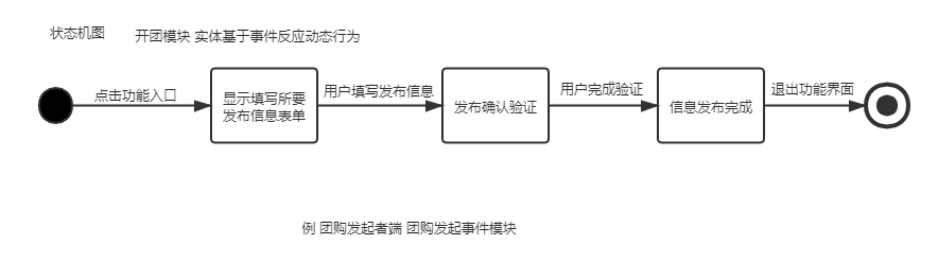 状态机图
开团模块 实体基于事件反应动态行为
点击功能入口
显示填写所要
发布信息表单
用户填写发布信息
发布确认验证
用户完成验证
信息发布完成
退出功能界面
例 团购发起者端 团购发起事件模块